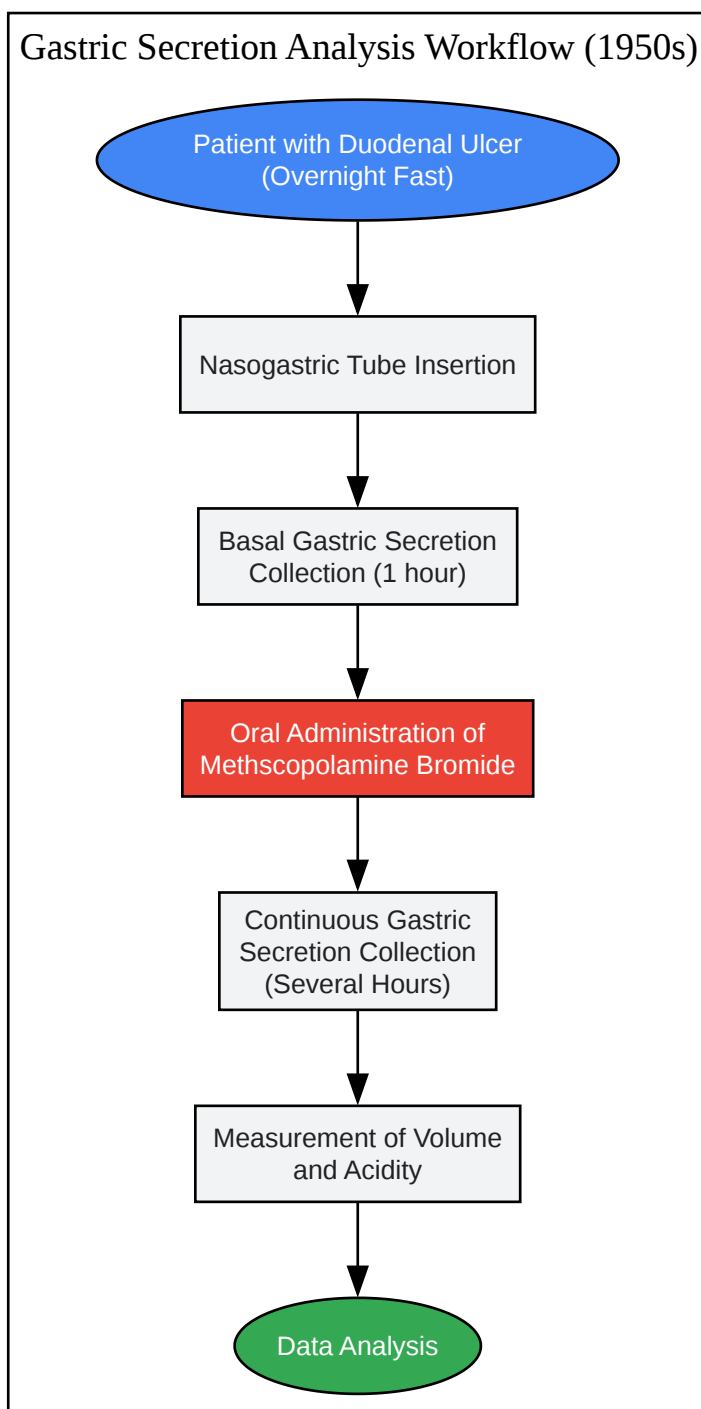 Gastric Secretion Analysis Workflow (1950s)
Patient with Duodenal Ulcer
(Overnight Fast)
Nasogastric Tube Insertion
Basal Gastric Secretion
Collection (1 hour)
Oral Administration of
Methscopolamine Bromide
Continuous Gastric
Secretion Collection
(Several Hours)
Measurement of Volume
and Acidity
Data Analysis